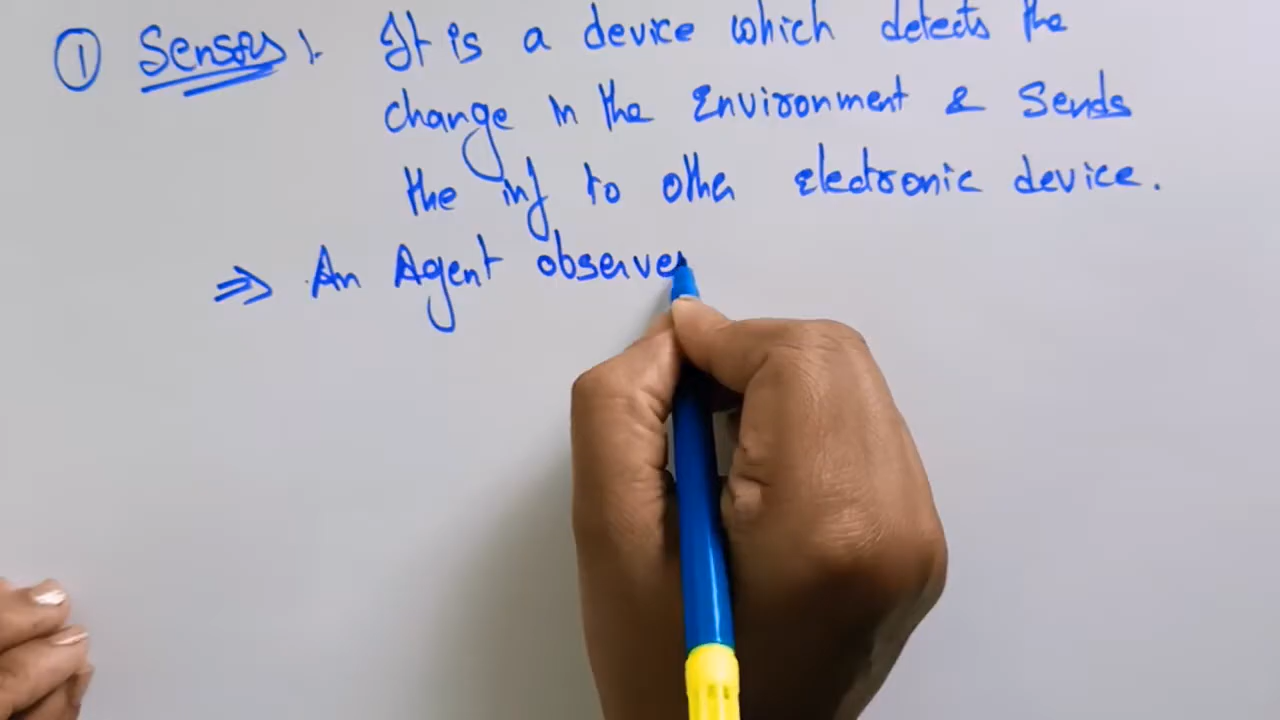 ① Sensors :- It is a device which detects the
change in the Environment & Sends
the inf to other electronic device.
⇒ An Agent observe